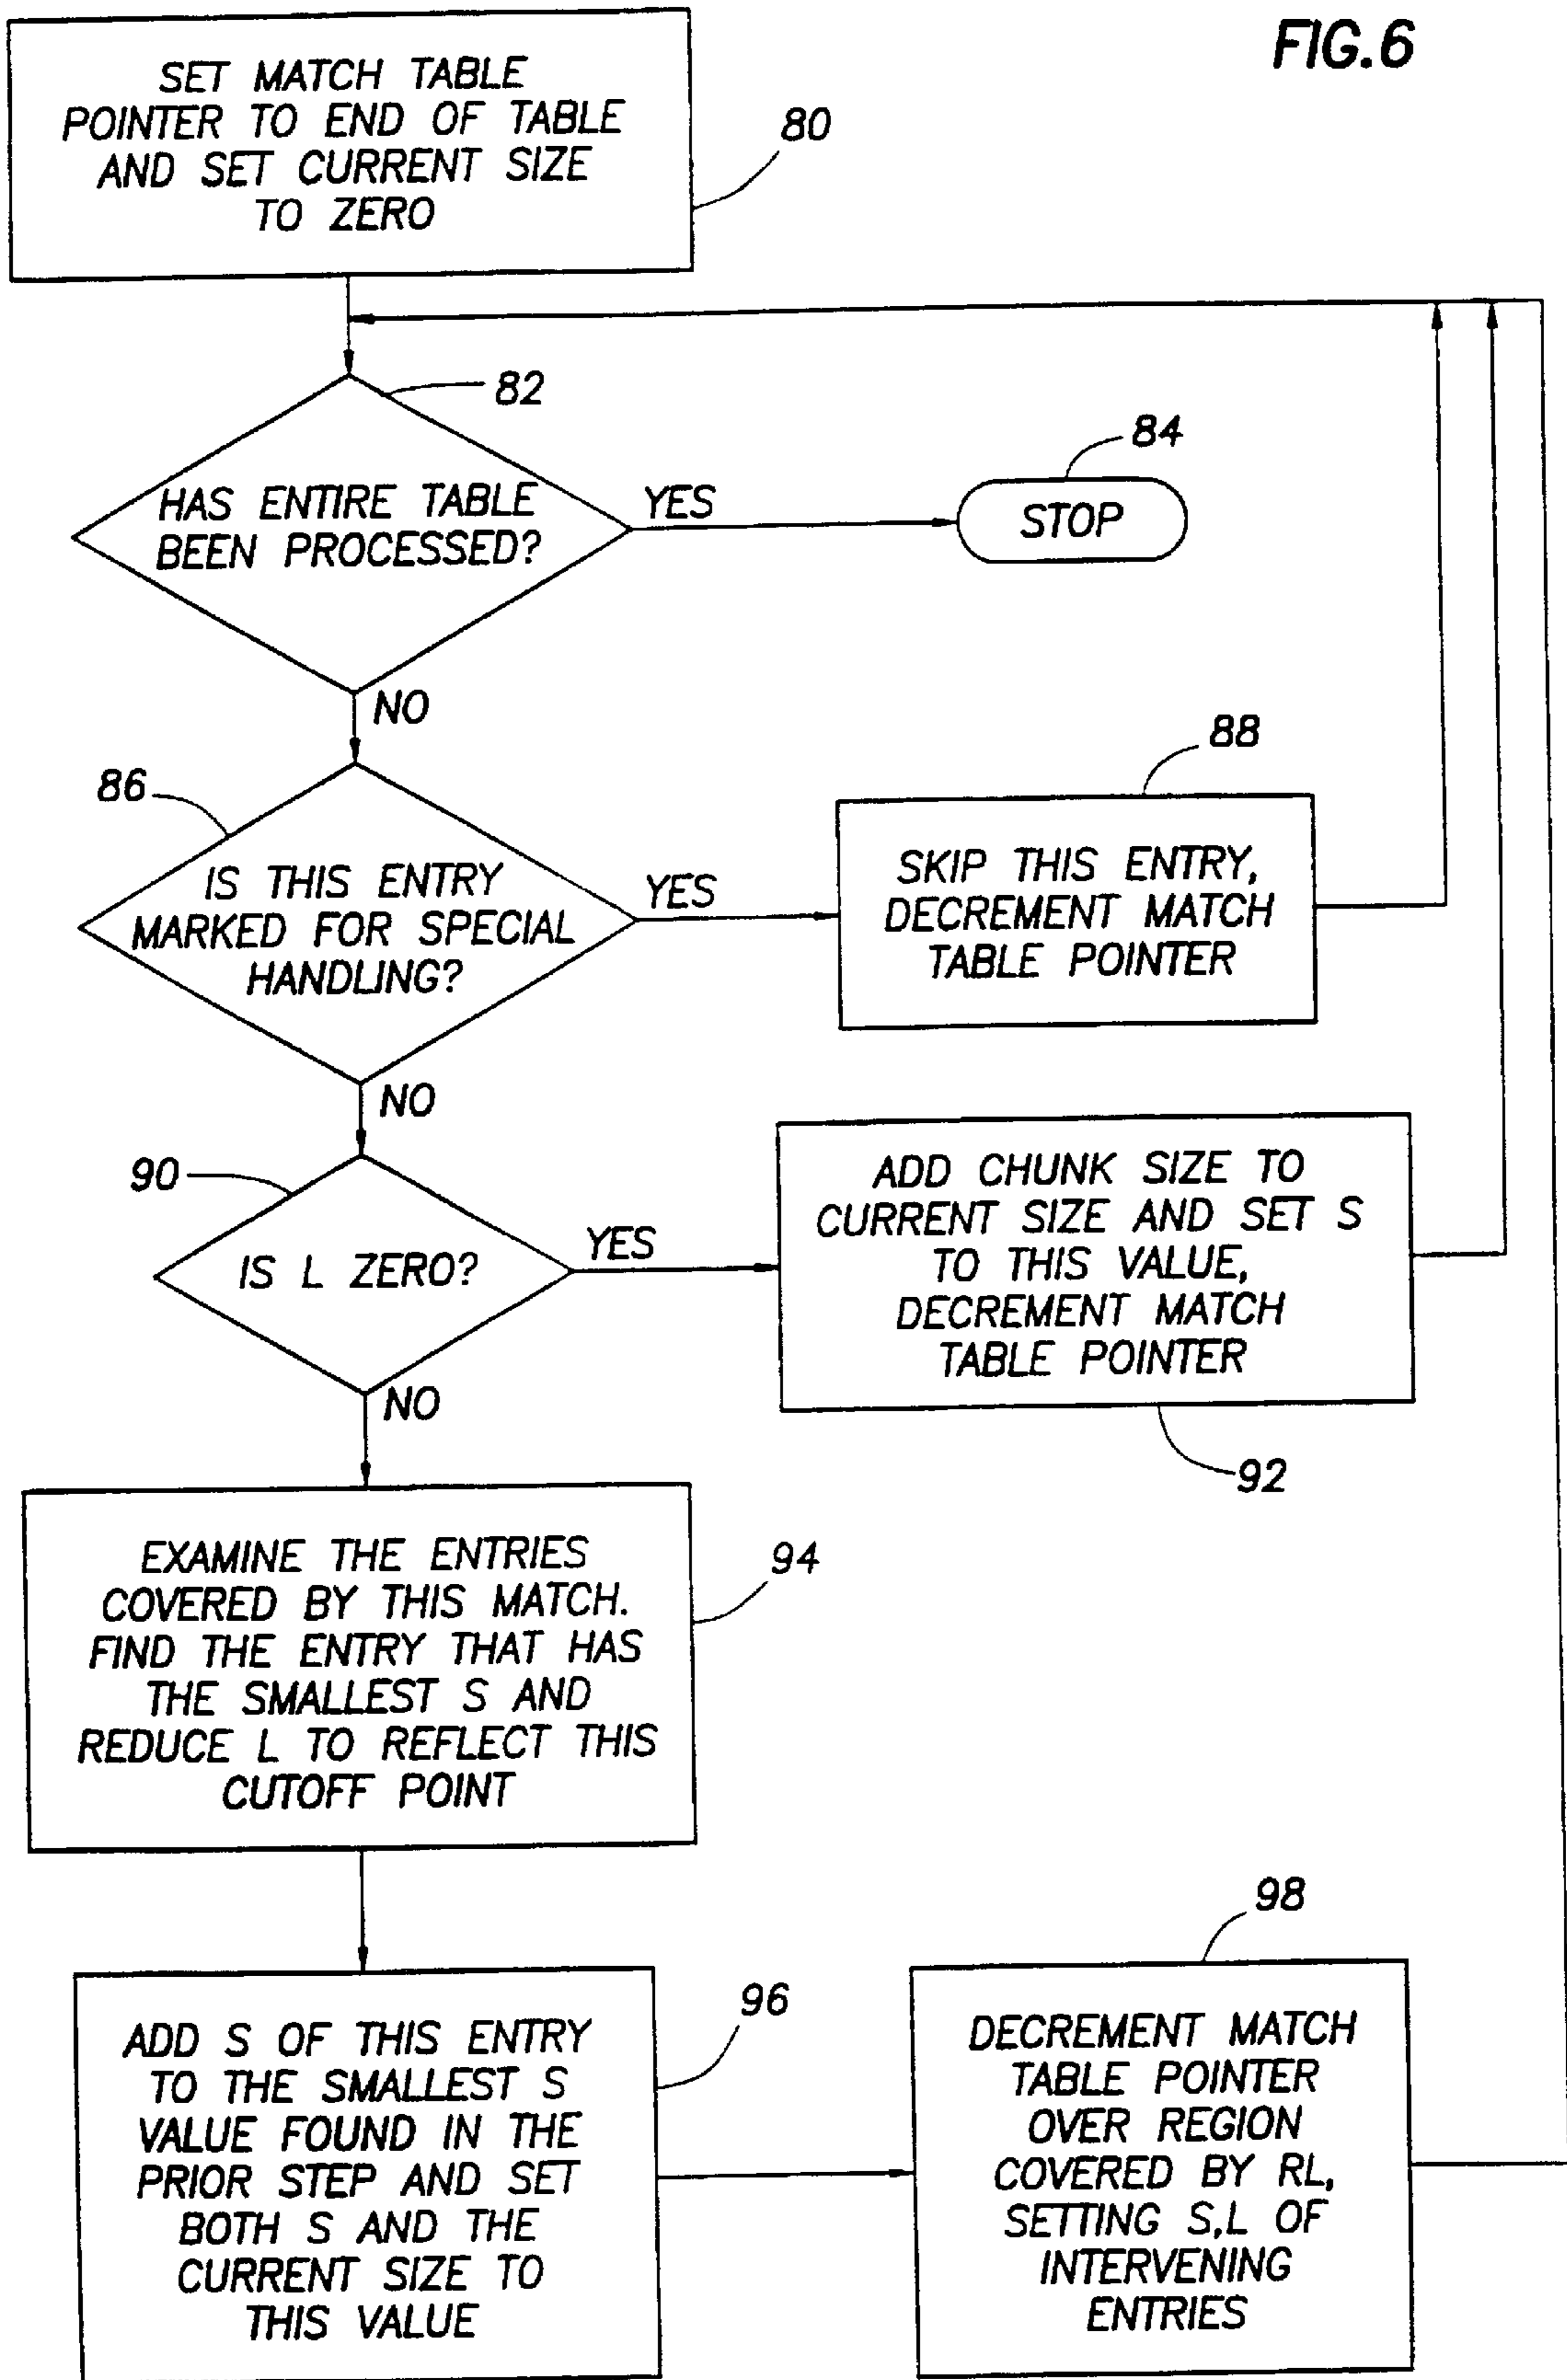 FIG.6
SET MATCH TABLE
POINTER TO END OF TABLE
AND SET CURRENT SIZE
TO ZERO
80
82
HAS ENTIRE TABLE
BEEN PROCESSED?
YES
84
STOP
NO
86
IS THIS ENTRY
MARKED FOR SPECIAL
HANDLING?
YES
88
SKIP THIS ENTRY,
DECREMENT MATCH
TABLE POINTER
NO
90
IS L ZERO?
YES
ADD CHUNK SIZE TO
CURRENT SIZE AND SET S
TO THIS VALUE,
DECREMENT MATCH
TABLE POINTER
92
NO
EXAMINE THE ENTRIES
COVERED BY THIS MATCH.
FIND THE ENTRY THAT HAS
THE SMALLEST S AND
REDUCE L TO REFLECT THIS
CUTOFF POINT
94
ADD S OF THIS ENTRY
TO THE SMALLEST S
VALUE FOUND IN THE
PRIOR STEP AND SET
BOTH S AND THE
CURRENT SIZE TO
THIS VALUE
96
98
DECREMENT MATCH
TABLE POINTER
OVER REGION
COVERED BY RL,
SETTING S,L OF
INTERVENING
ENTRIES